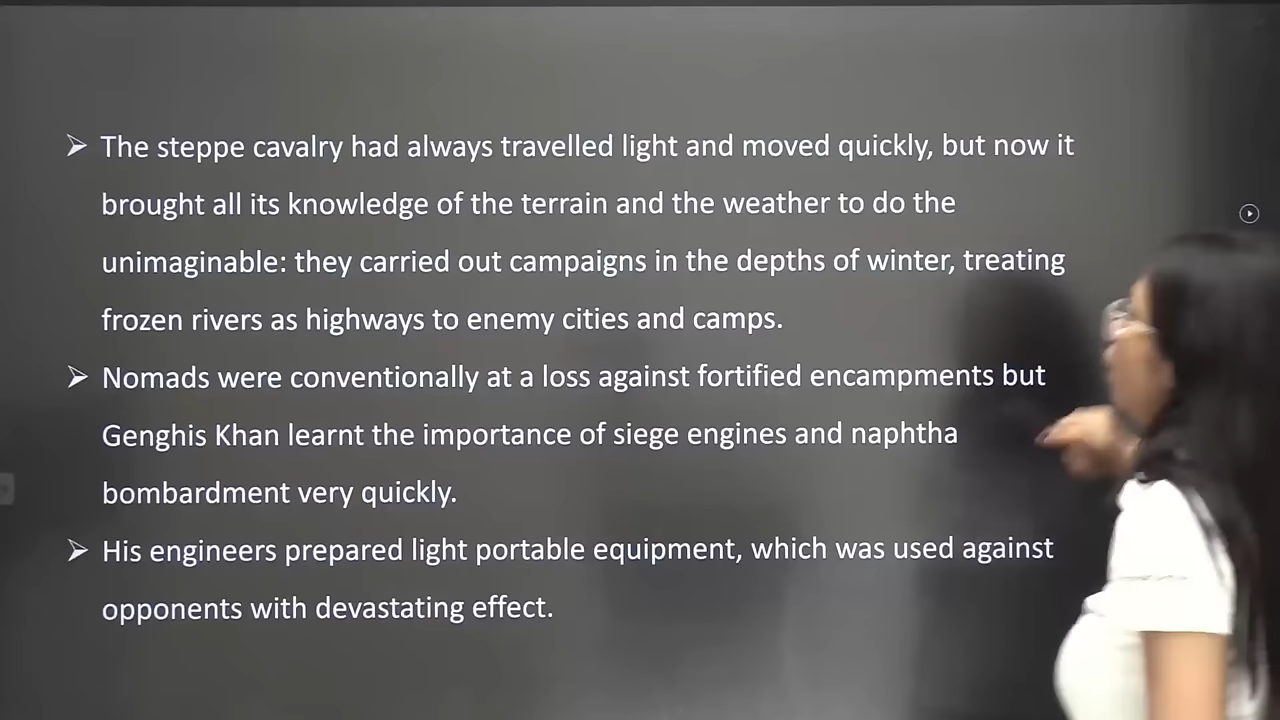 ➢ The steppe cavalry had always travelled light and moved quickly, but now it
brought all its knowledge of the terrain and the weather to do the
unimaginable: they carried out campaigns in the depths of winter, treating
frozen rivers as highways to enemy cities and camps.
➢ Nomads were conventionally at a loss against fortified encampments but
Genghis Khan learnt the importance of siege engines and naphtha
bombardment very quickly.
➢ His engineers prepared light portable equipment, which was used against
opponents with devastating effect.